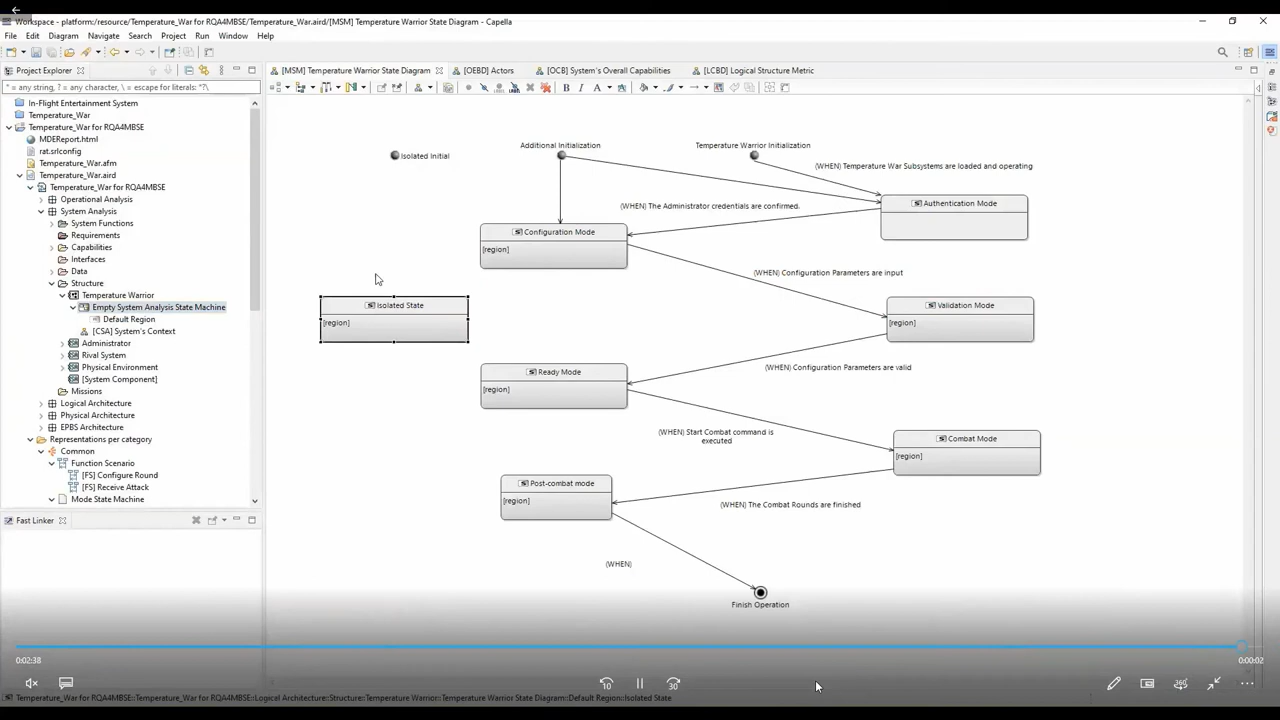 Workspace - platform:/resource/Temperature_War for RQA4MBSE/Temperature_War.aird/[MSM] Temperature Warrior State Diagram - Capella
File Edit Diagram Navigate Search Project Run Window Help
Project Explorer
[MSM] Temperature Warrior State Diagram
[OEBD] Actors
[OCB] System's Overall Capabilities
[LCBD] Logical Structure Metric
* = any string, ? = any character, \ = escape for literals: *?\
In-Flight Entertainment System
Temperature_War
Temperature_War for RQA4MBSE
MDEReport.html
rat.srlconfig
Temperature_War.afm
Temperature_War.aird
Temperature_War for RQA4MBSE
Operational Analysis
System Analysis
System Functions
Requirements
Capabilities
Interfaces
Data
Structure
Temperature Warrior
Empty System Analysis State Machine
Default Region
[CSA] System's Context
Administrator
Rival System
Physical Environment
[System Component]
Missions
Logical Architecture
Physical Architecture
EPBS Architecture
Representations per category
Common
Function Scenario
[FS] Configure Round
[FS] Receive Attack
Mode State Machine
Fast Linker
Isolated Initial
Additional Initialization
Temperature Warrior Initialization
(WHEN) Temperature War Subsystems are loaded and operating
Authentication Mode
(WHEN) The Administrator credentials are confirmed.
Configuration Mode
[region]
(WHEN) Configuration Parameters are input
Isolated State
[region]
Validation Mode
[region]
(WHEN) Configuration Parameters are valid
Ready Mode
[region]
(WHEN) Start Combat command is
executed
Combat Mode
[region]
Post-combat mode
[region]
(WHEN) The Combat Rounds are finished
(WHEN)
Finish Operation
0:02:38
0:00:02
10
30
360
Temperature_War for RQA4MBSE::Temperature_War for RQA4MBSE::Logical Architecture::Structure::Temperature Warrior::Temperature Warrior State Diagram::Default Region::Isolated State